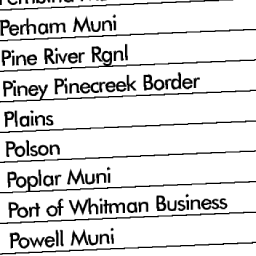 Perham Muni
Pine River Rgnl
Piney Pinecreek Border
Plains
Polson
Poplar Muni
Port of Whitman Business
Powell Muni